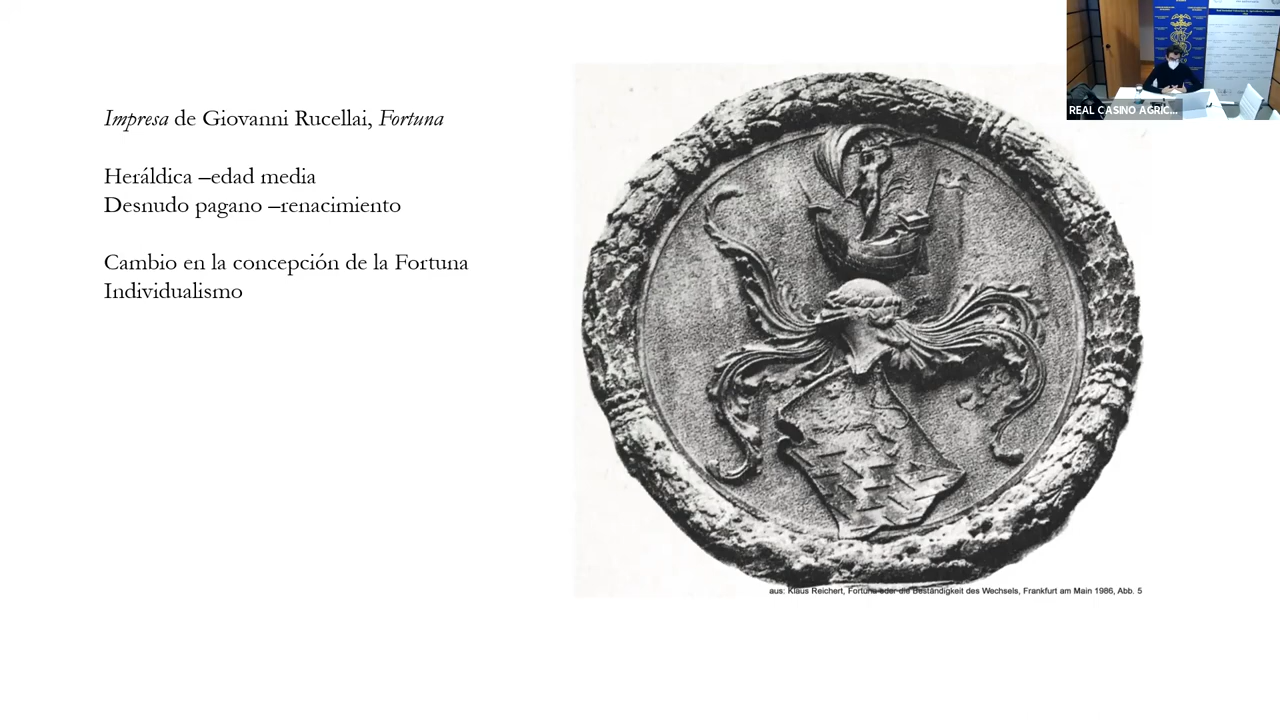 Impresa de Giovanni Rucellai, Fortuna
Heráldica –edad media
Desnudo pagano –renacimiento
Cambio en la concepción de la Fortuna
Individualismo
REAL CASINO AGRÍC...
aus: Klaus Reichert, Fortuna oder die Beständigkeit des Wechsels, Frankfurt am Main 1986, Abb. 5